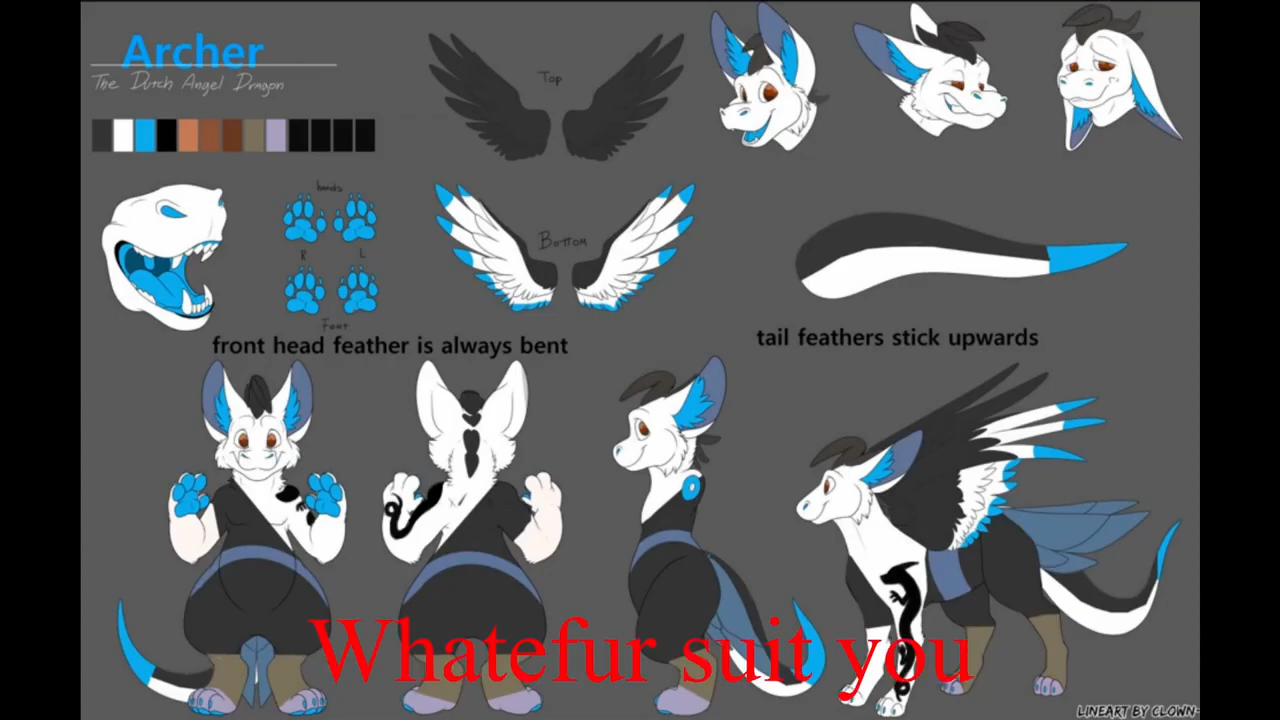 Archer
The Dutch Angel Dragon
Top
hands
Bottom
R L
Foot
front head feather is always bent
tail feathers stick upwards
Whatefur suit you
LINEART BY CLOWN-